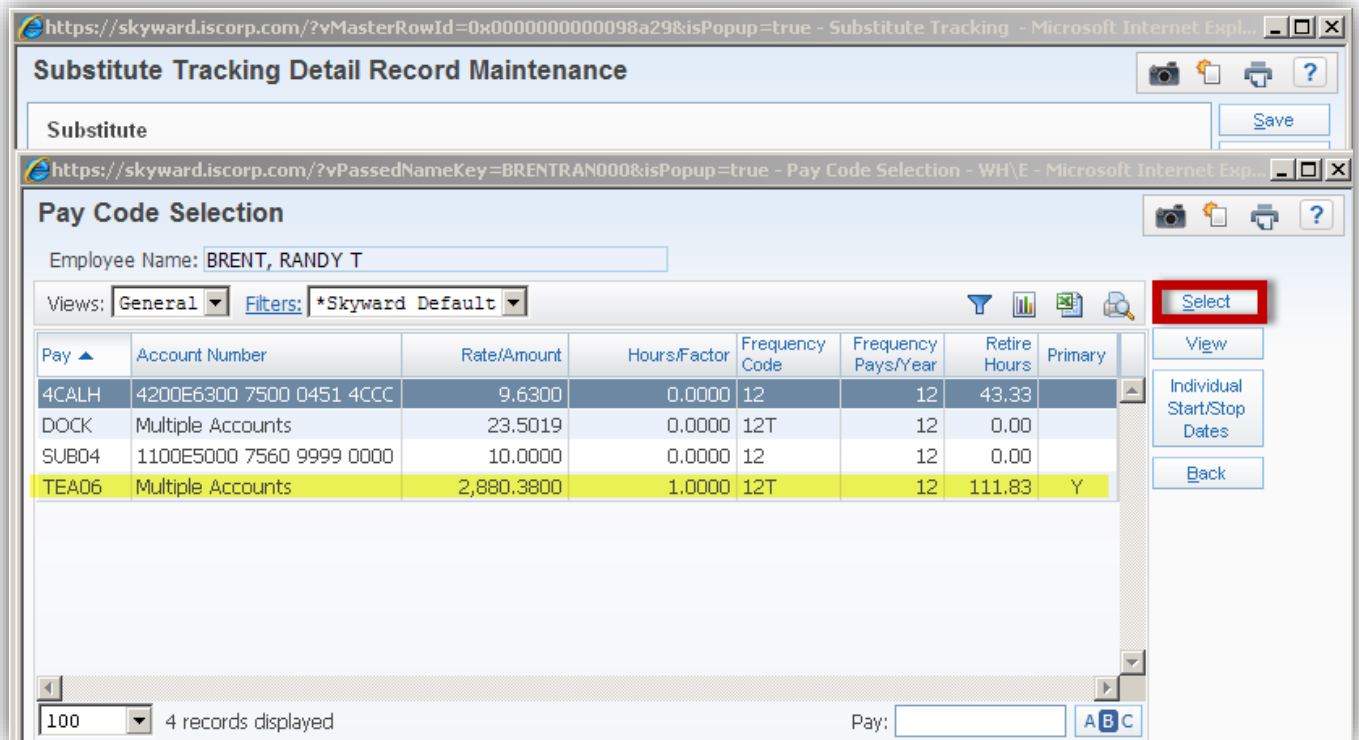 https://skyward.iscorp.com/?vMasterRowId=0x0000000000098a29&isPopup=true - Substitute Tracking - Microsoft Internet Expl...
Substitute Tracking Detail Record Maintenance
?
Substitute
Save
https://skyward.iscorp.com/?vPassedNameKey=BRENTRAN000&isPopup=true - Pay Code Selection - WH\E - Microsoft Internet Exp...
Pay Code Selection
?
Employee Name: BRENT, RANDY T
Views: General Filters: *Skyward Default
Select
Pay Account Number Rate/Amount Hours/Factor Frequency Code Frequency Pays/Year Retire Hours Primary
View
4CALH 4200E6300 7500 0451 4CCC 9.6300 0.0000 12 12 43.33
DOCK Multiple Accounts 23.5019 0.0000 12T 12 0.00
SUB04 1100E5000 7560 9999 0000 10.0000 0.0000 12 12 0.00
TEA06 Multiple Accounts 2,880.3800 1.0000 12T 12 111.83 Y
Individual
Start/Stop
Dates
Back
100 4 records displayed Pay: ABC